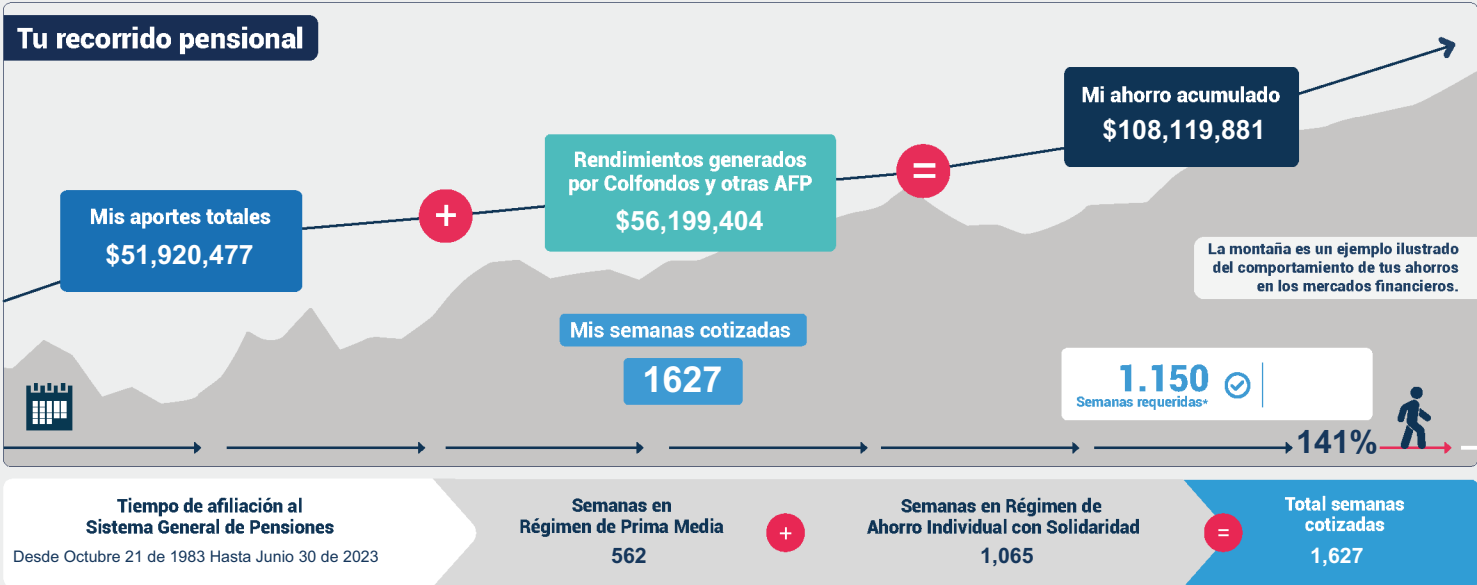 Tu recorrido pensional
Mi ahorro acumulado
$108,119,881
Rendimientos generados
por Colfondos y otras AFP
$56,199,404
=
Mis aportes totales
$51,920,477
+
La montaña es un ejemplo ilustrado
del comportamiento de tus ahorros
en los mercados financieros.
Mis semanas cotizadas
1627
1.150
Semanas requeridas*
141%
Tiempo de afiliación al
Sistema General de Pensiones
Desde Octubre 21 de 1983 Hasta Junio 30 de 2023
Semanas en
Régimen de Prima Media
562
+
Semanas en Régimen de
Ahorro Individual con Solidaridad
1,065
=
Total semanas
cotizadas
1,627